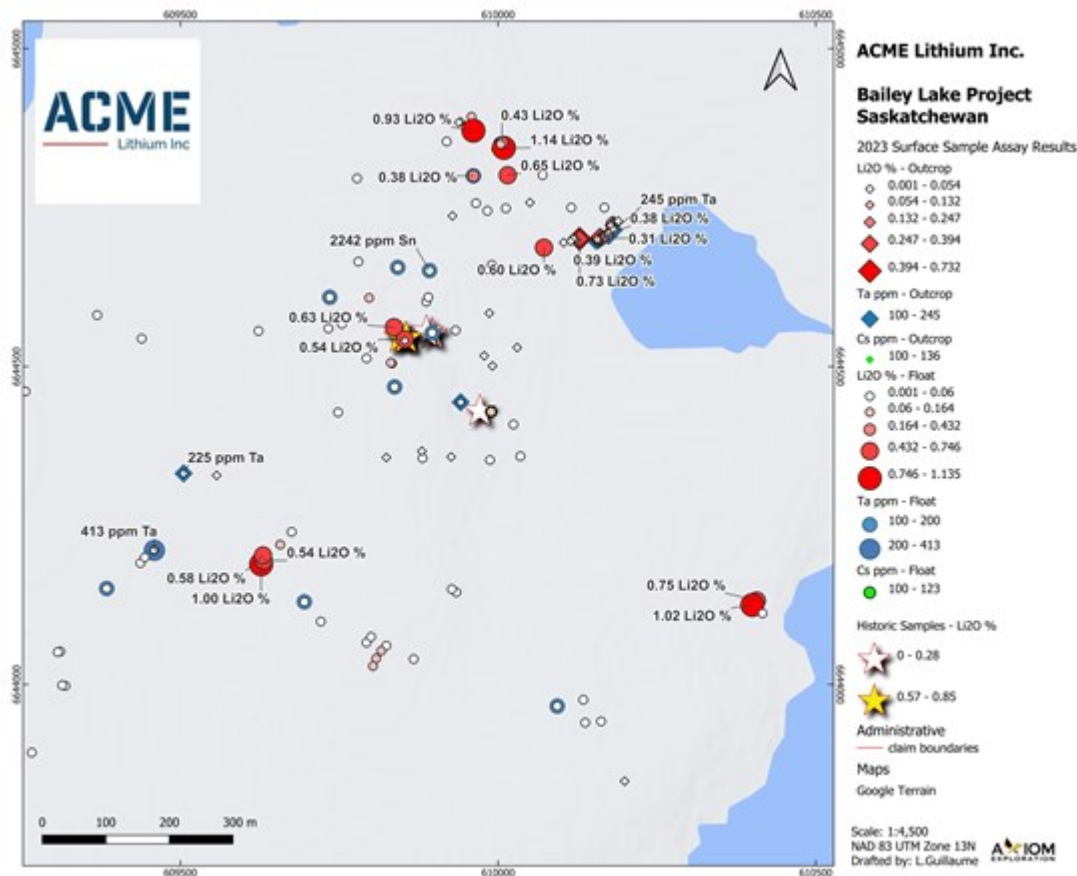 609500
610000
610500
6645000
6645000
ACME
Lithium Inc
0.93 Li2O %
0.43 Li2O %
1.14 Li2O %
0.38 Li2O %
0.65 Li2O %
245 ppm Ta
0.38 Li2O %
2242 ppm Sn
0.31 Li2O %
0.39 Li2O %
0.60 Li2O %
0.73 Li2O %
0.63 Li2O %
0.54 Li2O %
6644500
6644500
225 ppm Ta
413 ppm Ta
0.54 Li2O %
0.58 Li2O %
1.00 Li2O %
0.75 Li2O %
1.02 Li2O %
6644000
6644000
0 100 200 300 m
609500
610000
610500
ACME Lithium Inc.
Bailey Lake Project
Saskatchewan
2023 Surface Sample Assay Results
Li2O % - Outcrop
0.001 - 0.054
0.054 - 0.132
0.132 - 0.247
0.247 - 0.394
0.394 - 0.732
Ta ppm - Outcrop
100 - 245
Cs ppm - Outcrop
100 - 136
Li2O % - Float
0.001 - 0.06
0.06 - 0.164
0.164 - 0.432
0.432 - 0.746
0.746 - 1.135
Ta ppm - Float
100 - 200
200 - 413
Cs ppm - Float
100 - 123
Historic Samples - Li2O %
0 - 0.28
0.57 - 0.85
Administrative
claim boundaries
Maps
Google Terrain
Scale: 1:4,500
NAD 83 UTM Zone 13N
Drafted by: L.Guillaume
AXIOM
EXPLORATION